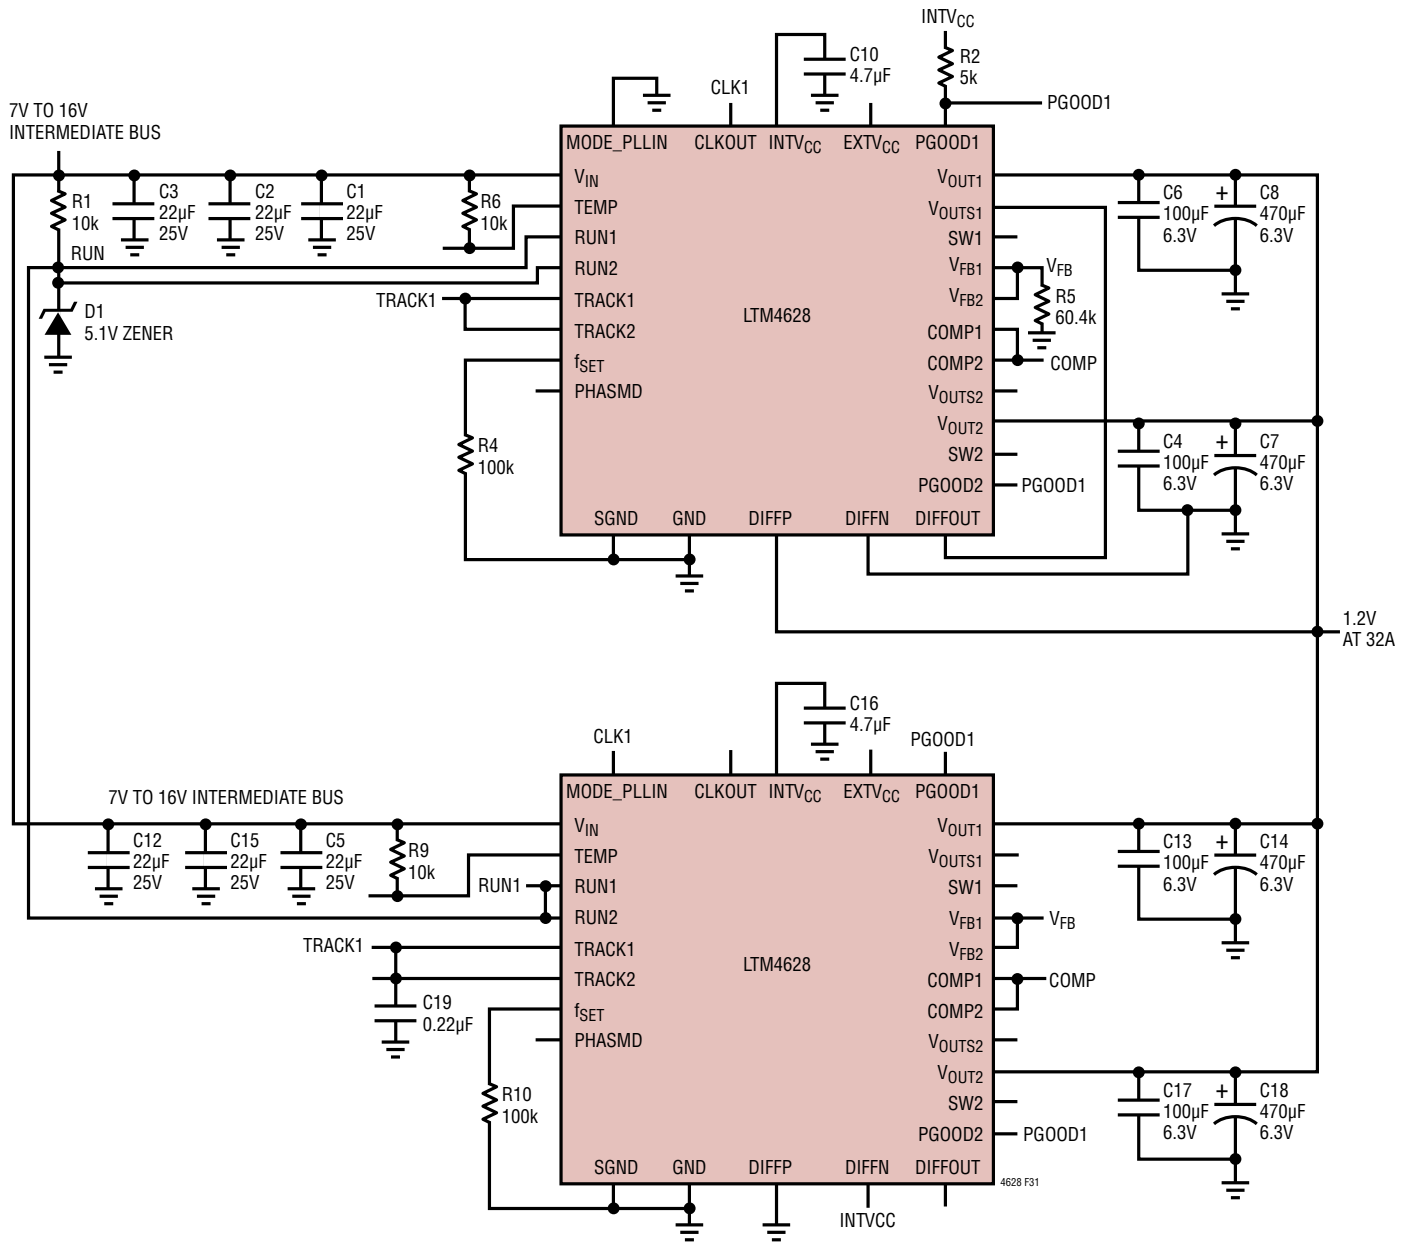 INTVCC
R2
5k
PGOOD1
C10
4.7µF
CLK1
7V TO 16V
INTERMEDIATE BUS
MODE_PLLIN
CLKOUT
INTVCC
EXTVCC
PGOOD1
R1
10k
C3
22µF
25V
C2
22µF
25V
C1
22µF
25V
R6
10k
RUN
D1
5.1V ZENER
TRACK1
VIN
TEMP
RUN1
RUN2
TRACK1
TRACK2
fSET
PHASMD
LTM4628
VOUT1
VOUTS1
SW1
VFB1
VFB2
COMP1
COMP2
VOUTS2
VOUT2
SW2
PGOOD2
PGOOD1
VFB
R5
60.4k
COMP
C6
100µF
6.3V
+
C8
470µF
6.3V
C4
100µF
6.3V
+
C7
470µF
6.3V
R4
100k
SGND
GND
DIFFP
DIFFN
DIFFOUT
1.2V
AT 32A
C16
4.7µF
CLK1
PGOOD1
7V TO 16V INTERMEDIATE BUS
MODE_PLLIN
CLKOUT
INTVCC
EXTVCC
PGOOD1
C12
22µF
25V
C15
22µF
25V
C5
22µF
25V
R9
10k
RUN1
TRACK1
C19
0.22µF
VIN
TEMP
RUN1
RUN2
TRACK1
TRACK2
fSET
PHASMD
LTM4628
VOUT1
VOUTS1
SW1
VFB1
VFB2
COMP1
COMP2
VOUTS2
VOUT2
SW2
PGOOD2
PGOOD1
VFB
COMP
C13
100µF
6.3V
+
C14
470µF
6.3V
C17
100µF
6.3V
+
C18
470µF
6.3V
R10
100k
SGND
GND
DIFFP
DIFFN
DIFFOUT
4628 F31
INTVCC